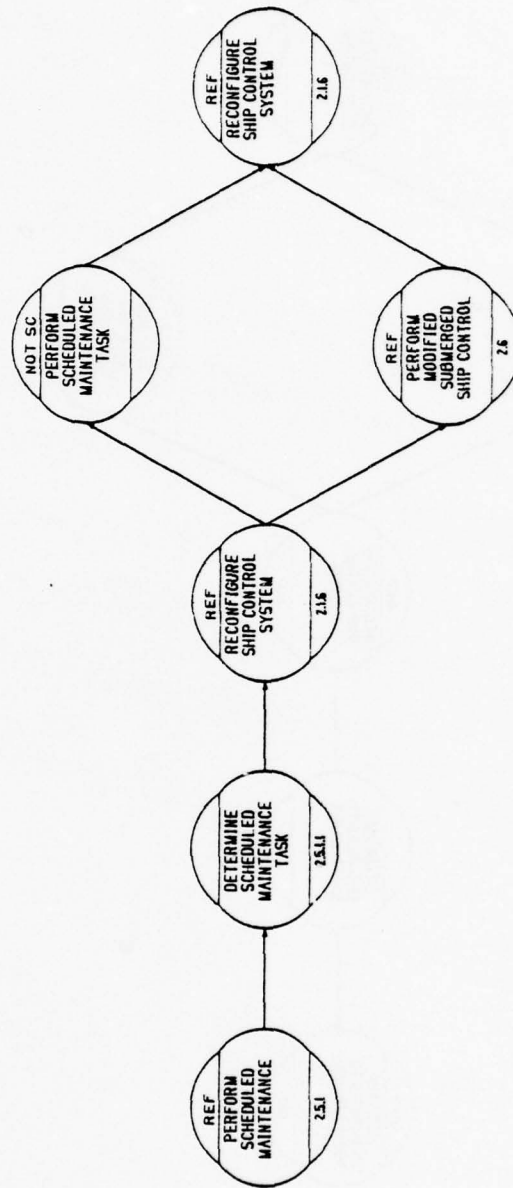 REF
PERFORM
SCHEDULED
MAINTENANCE
2.5.1
DETERMINE
SCHEDULED
MAINTENANCE
TASK
2.5.1.1
REF
RECONFIGURE
SHIP CONTROL
SYSTEM
2.1.6
NOT SC
PERFORM
SCHEDULED
MAINTENANCE
TASK
REF
PERFORM
MODIFIED
SUBMERGED
SHIP CONTROL
2.6
REF
RECONFIGURE
SHIP CONTROL
SYSTEM
2.1.6